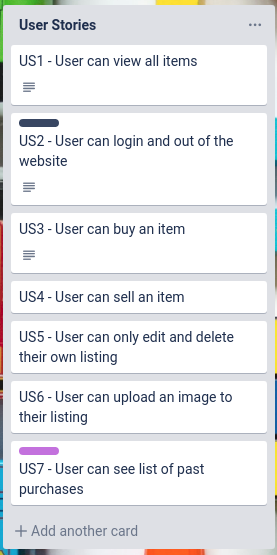 User Stories
US1 - User can view all items
US2 - User can login and out of the
website
US3 - User can buy an item
US4 - User can sell an item
US5 - User can only edit and delete
their own listing
US6 - User can upload an image to
their listing
US7 - User can see list of past
purchases
+ Add another card